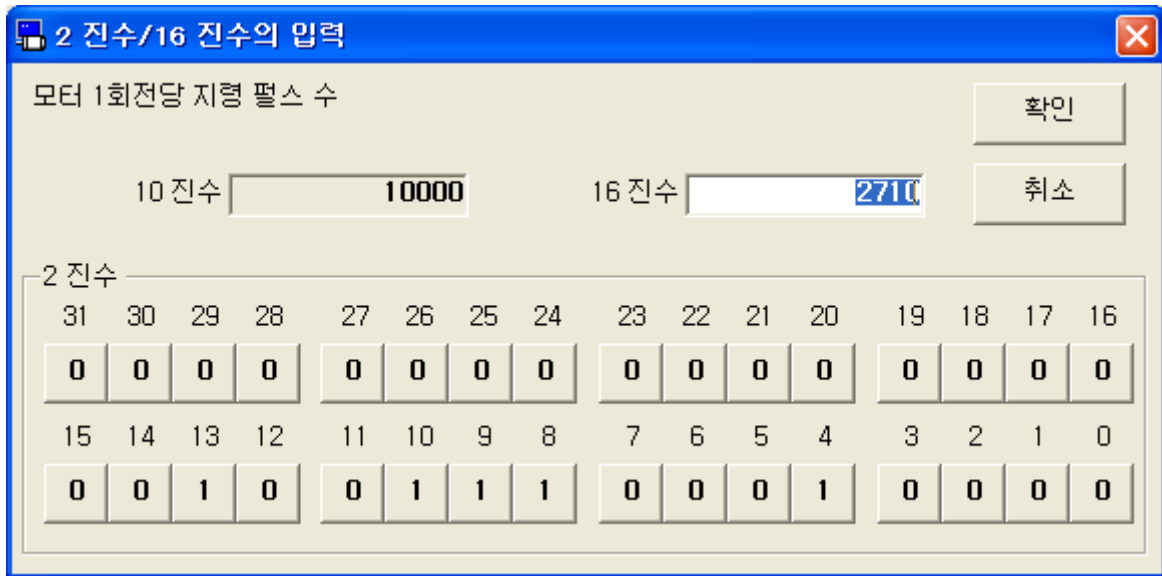 2 진수/16 진수의 입력
모터 1회전당 지령 펄스 수
확인
10 진수 10000 16 진수 2710 취소
2 진수
31 30 29 28 27 26 25 24 23 22 21 20 19 18 17 16
0 0 0 0 0 0 0 0 0 0 0 0 0 0 0 0
15 14 13 12 11 10 9 8 7 6 5 4 3 2 1 0
0 0 1 0 0 1 1 1 0 0 0 1 0 0 0 0